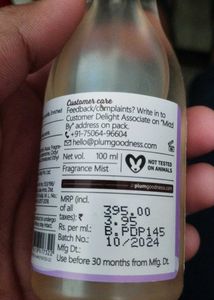 Customer care
Feedback/complaints? Write in to
Customer Delight Associate on "Mktd
By" address on pack.
+91-75064-96604
hello@plumgoodness.com
Net vol. 100 ml
NOT TESTED
ON ANIMALS
Fragrance Mist
plumgoodness.com
MRP (incl.
of all
taxes): ₹ 395.00
Rs. per ml.: 3.95
Batch No.: B.PDP145
Mfg Dt.: 10/2024
Use before 30 months from Mfg. Dt.